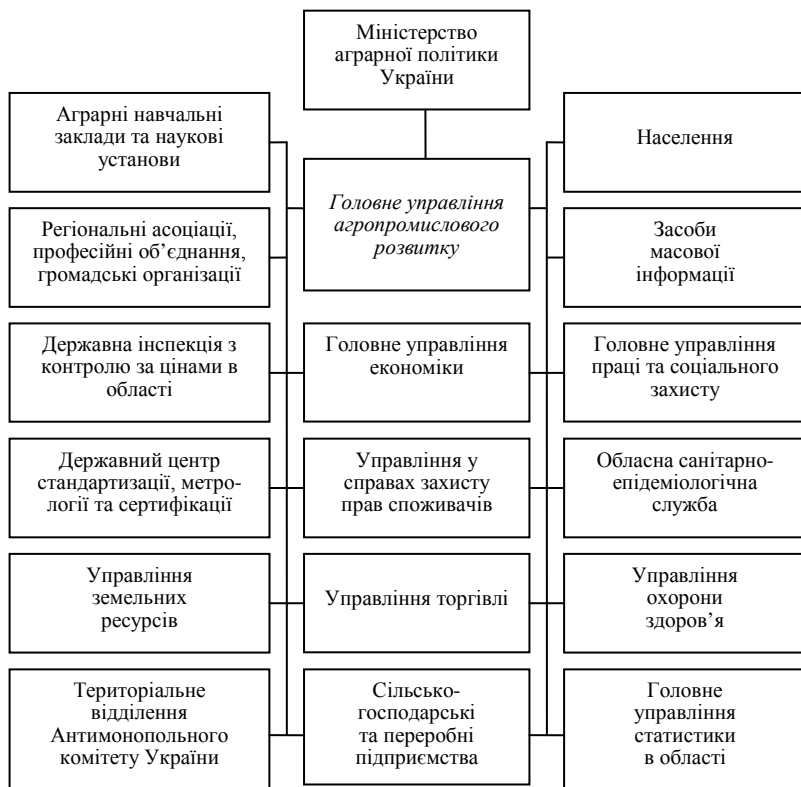 Міністерство
аграрної політики
України
Аграрні навчальні
заклади та наукові
установи
Населення
Головне управління
агропромислового
розвитку
Регіональні асоціації,
професійні об’єднання,
громадські організації
Засоби
масової
інформації
Державна інспекція з
контролю за цінами в
області
Головне управління
економіки
Головне управління
праці та соціального
захисту
Державний центр
стандартизації, метро-
логії та сертифікації
Управління у
справах захисту
прав споживачів
Обласна санітарно-
епідеміологічна
служба
Управління
земельних
ресурсів
Управління торгівлі
Управління
охорони
здоров’я
Територіальне
відділення
Антимонопольного
комітету України
Сільсько-
господарські
та переробні
підприємства
Головне
управління
статистики
в області